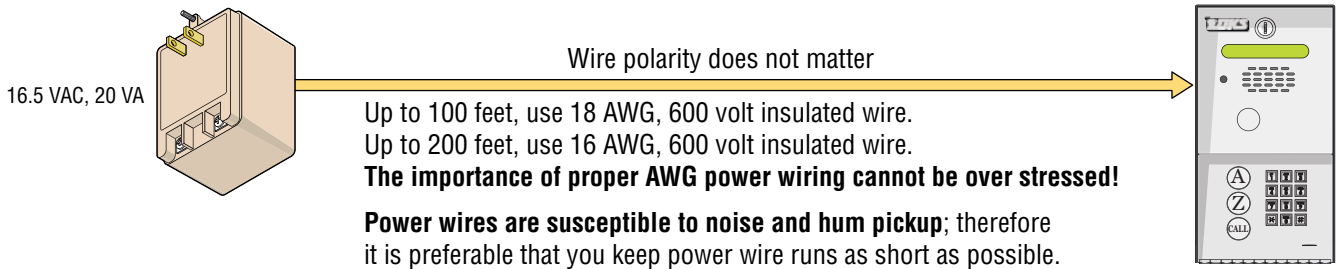 Wire polarity does not matter
16.5 VAC, 20 VA
Up to 100 feet, use 18 AWG, 600 volt insulated wire.
Up to 200 feet, use 16 AWG, 600 volt insulated wire.
The importance of proper AWG power wiring cannot be over stressed!
Power wires are susceptible to noise and hum pickup; therefore
it is preferable that you keep power wire runs as short as possible.
A
Z
CALL